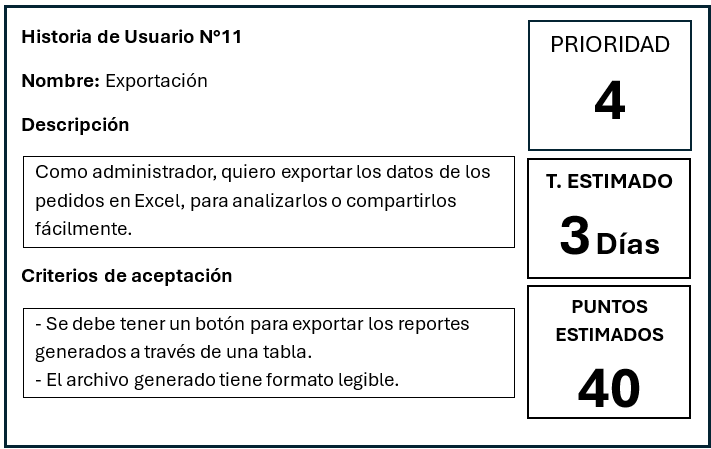 Historia de Usuario N°11
Nombre: Exportación
Descripción
Como administrador, quiero exportar los datos de los
pedidos en Excel, para analizarlos o compartirlos
fácilmente.
Criterios de aceptación
- Se debe tener un botón para exportar los reportes
generados a través de una tabla.
- El archivo generado tiene formato legible.
PRIORIDAD
4
T. ESTIMADO
3 Días
PUNTOS
ESTIMADOS
40